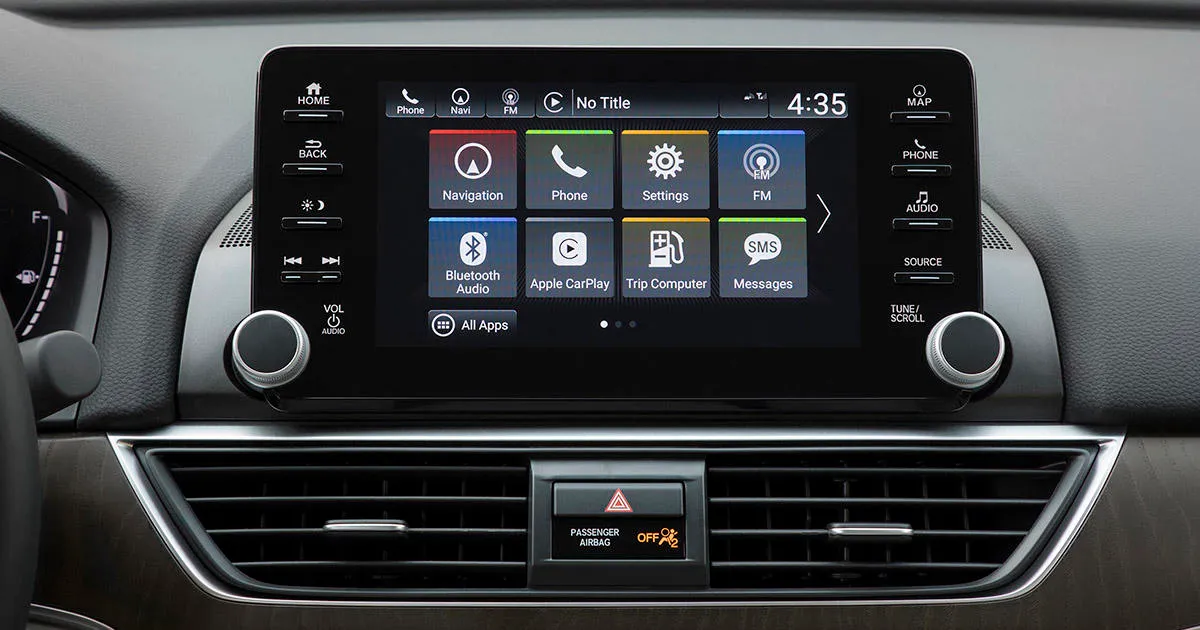 HOME
BACK
VOL
AUDIO
Phone
Navi
FM
No Title
4:35
Navigation
Phone
Settings
FM
FM
Bluetooth
Audio
Apple CarPlay
SMS
Trip Computer
Messages
All Apps
MAP
PHONE
AUDIO
SOURCE
TUNE/
SCROLL
F
PASSENGER
AIRBAG
OFF
2